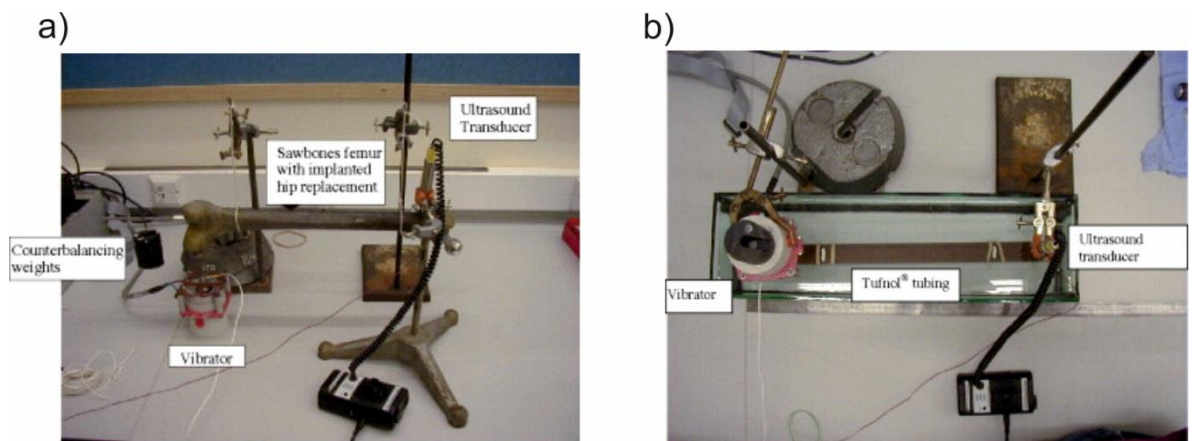 a)
Ultrasound
Transducer
Sawbones femur
with implanted
hip replacement
Counterbalancing
weights
Vibrator
b)
Ultrasound
transducer
Tufnol® tubing
Vibrator